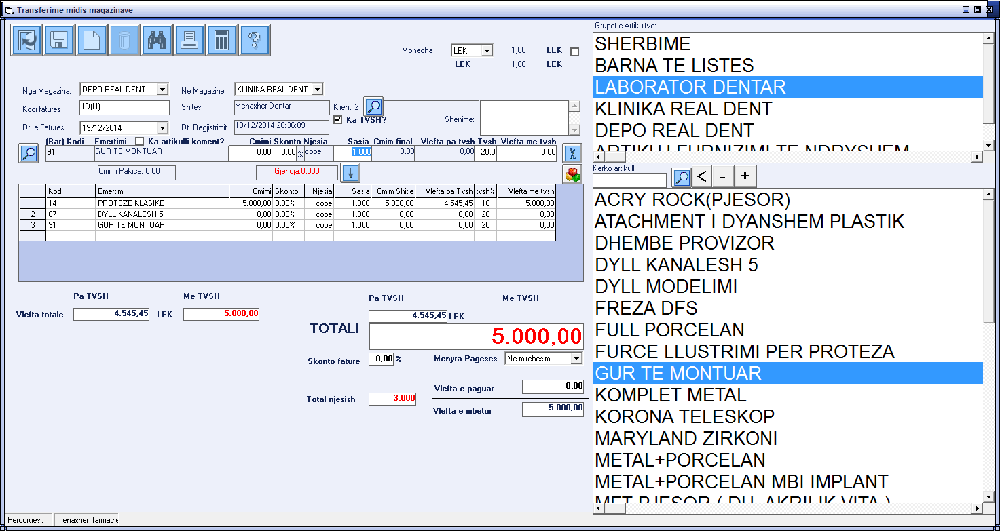 Transferime midis magazinave
Monedha LEK 1,00 LEK
LEK 1,00 LEK
Nga Magazina: DEPO REAL DENT Ne Magazine: KLINIKA REAL DENT
Kodi fatures 1D(H) Shitesi Menaxher Dentar Klienti 2
Ka TVSH? Shenime:
Dt. e Fatures 19/12/2014 Dt. Regjistrimit 19/12/2014 20:36:09
(Bar) Kodi Emertimi Ka artikulli koment? Cmimi Skonto Njesia Sasia Cmim final Vlefta pa tvsh Tvsh Vlefta me tvsh
91 GUR TE MONTUAR 0,00 0,00 % cope 1,000 0,00 0,00 20,0 0,00
Cmimi Pakice: 0,00 Gjendja:0,000
Kodi Emertimi Cmimi Skonto Njesia Sasia Cmim Shitje Vlefta pa Tvsh tvsh% Vlefta me tvsh
1 14 PROTEZE KLASIKE 5.000,00 0,00% cope 1,000 5.000,00 4.545,45 10 5.000,00
2 87 DYLL KANALESH 5 0,00 0,00% cope 1,000 0,00 0,00 20 0,00
3 91 GUR TE MONTUAR 0,00 0,00% cope 1,000 0,00 0,00 20 0,00
Pa TVSH Me TVSH
Vlefta totale 4.545,45 LEK 5.000,00
Pa TVSH Me TVSH
4.545,45 LEK
TOTALI 5.000,00
Skonto fature 0,00 % Menyra Pageses Ne mirebesim
Vlefta e paguar 0,00
Total njesish 3,000
Vlefta e mbetur 5.000,00
Grupet e Artikujtve:
SHERBIME
BARNA TE LISTES
LABORATOR DENTAR
KLINIKA REAL DENT
DEPO REAL DENT
ARTIKUJ FURNIZIMI TE NDRYSHEM
Kerko artikull:
< - +
ACRY ROCK(PJESOR)
ATACHMENT I DYANSHEM PLASTIK
DHEMBE PROVIZOR
DYLL KANALESH 5
DYLL MODELIMI
FREZA DFS
FULL PORCELAN
FURCE LLUSTRIMI PER PROTEZA
GUR TE MONTUAR
KOMPLET METAL
KORONA TELESKOP
MARYLAND ZIRKONI
METAL+PORCELAN
METAL+PORCELAN MBI IMPLANT
MET PJESOR ( DH. AKRILIK VITA )
Perdoruesi: menaxher_farmacie